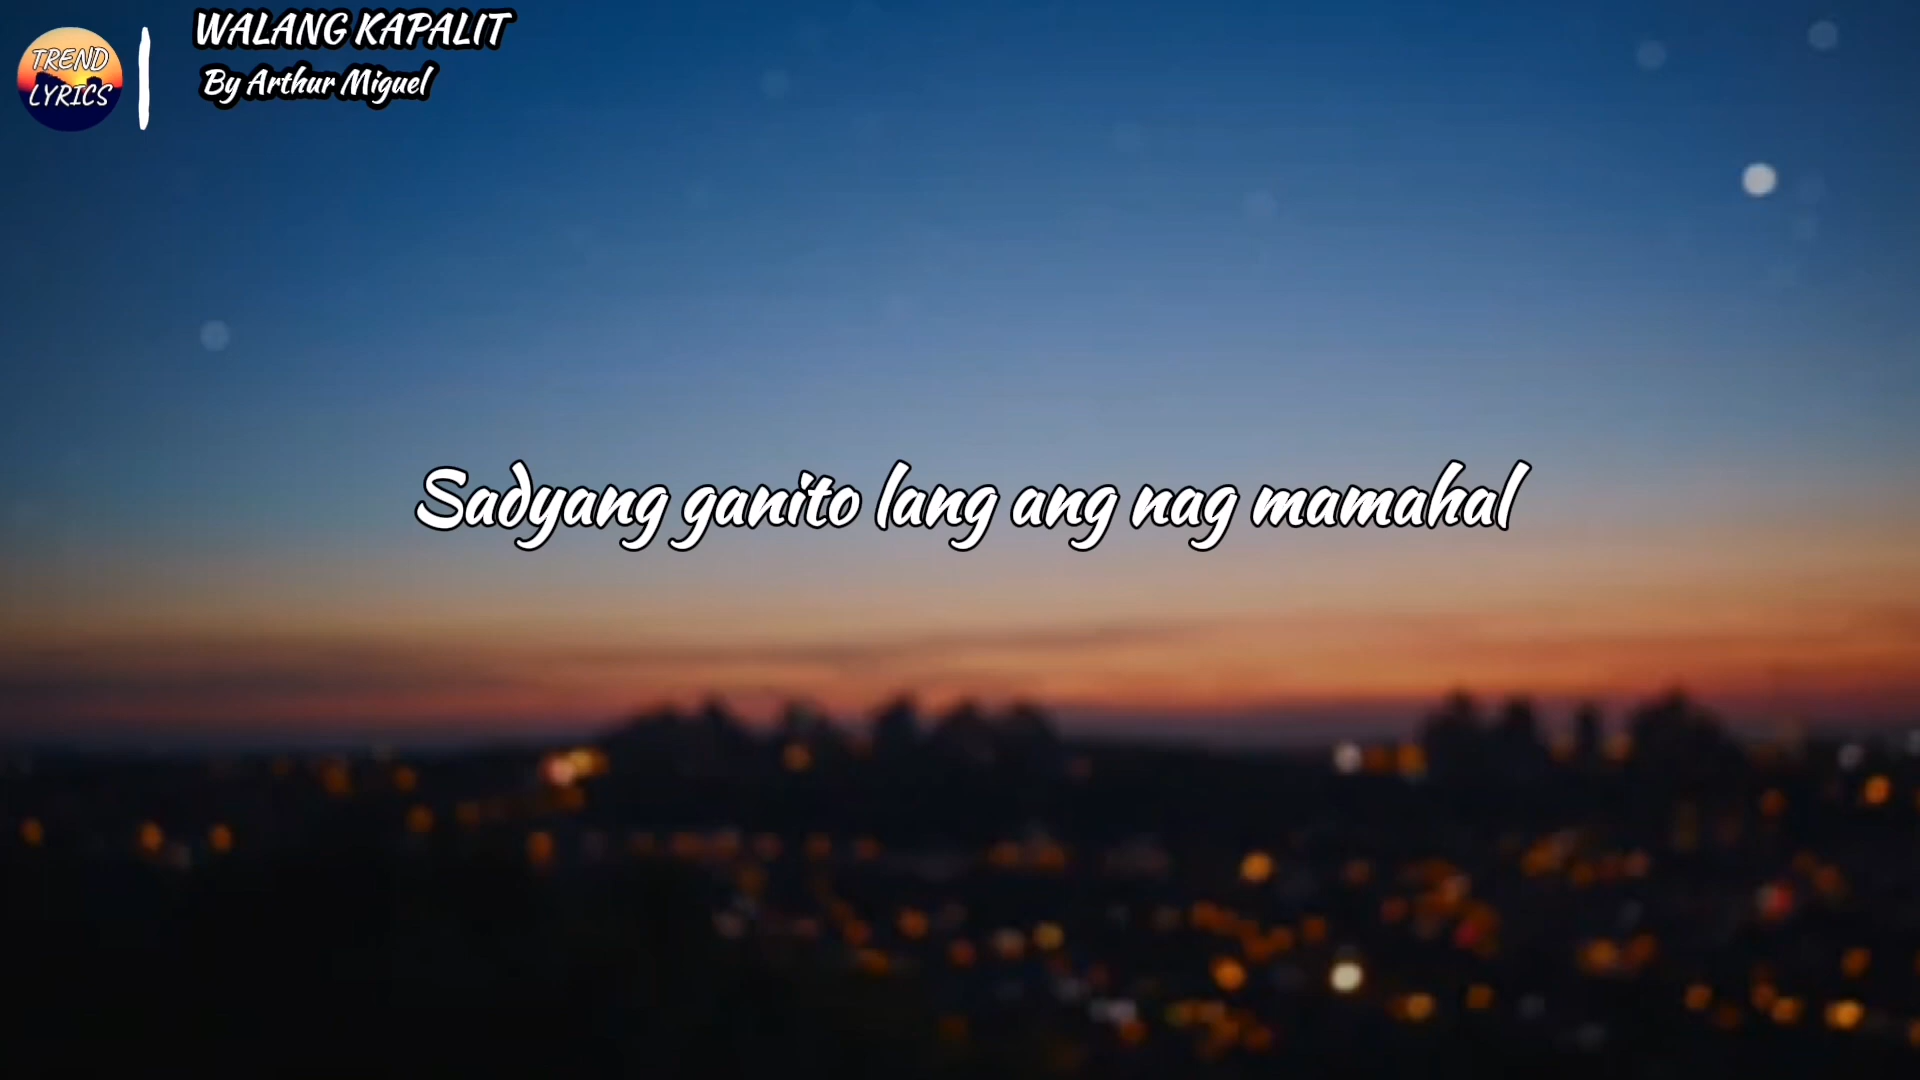 TREND
LYRICS
WALANG KAPALIT
By Arthur Miguel
Sadyang ganito lang ang nag mamahal